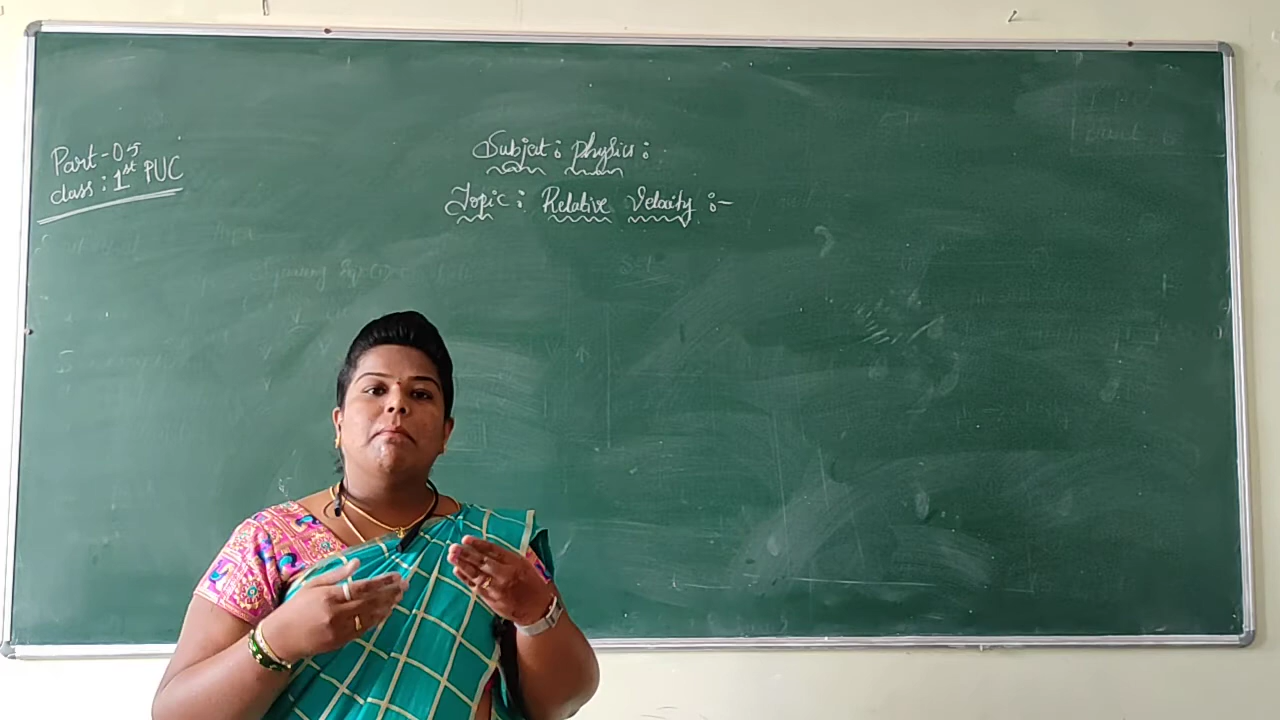 Part-05
class : 1st PUC
Subject : physics :
Topic : Relative Velocity :-